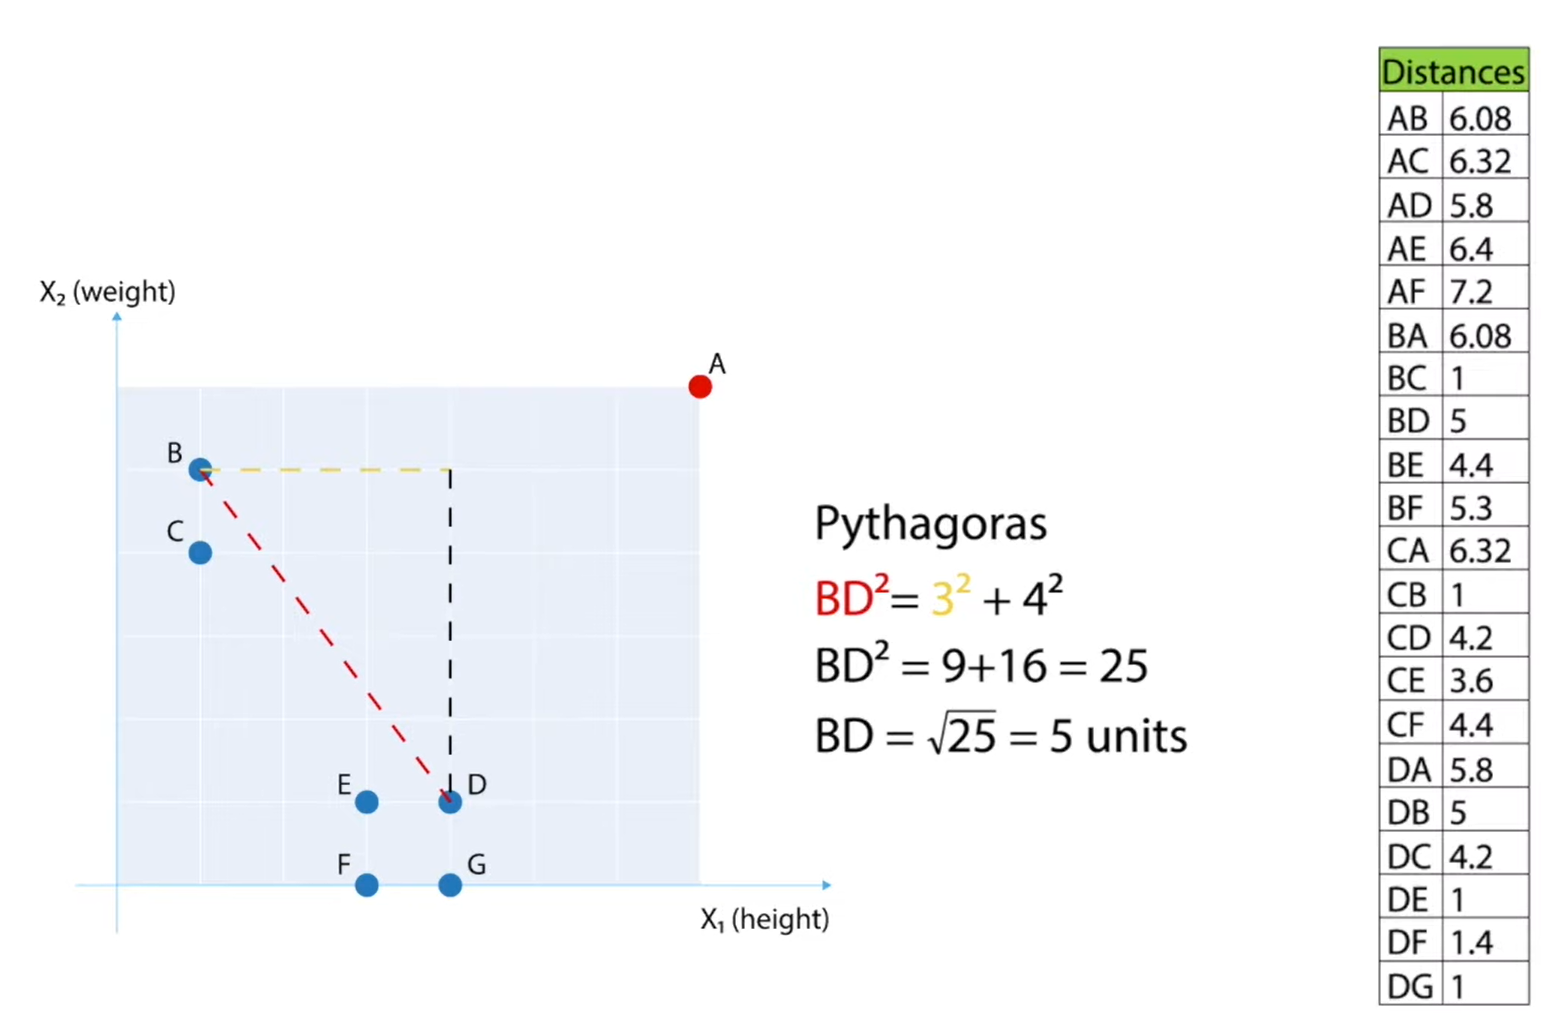 X₂ (weight)
A
B
C
E
D
F
G
X₁ (height)
Pythagoras
BD²= 3² + 4²
BD² = 9+16 = 25
BD = √25 = 5 units
Distances
AB 6.08
AC 6.32
AD 5.8
AE 6.4
AF 7.2
BA 6.08
BC 1
BD 5
BE 4.4
BF 5.3
CA 6.32
CB 1
CD 4.2
CE 3.6
CF 4.4
DA 5.8
DB 5
DC 4.2
DE 1
DF 1.4
DG 1